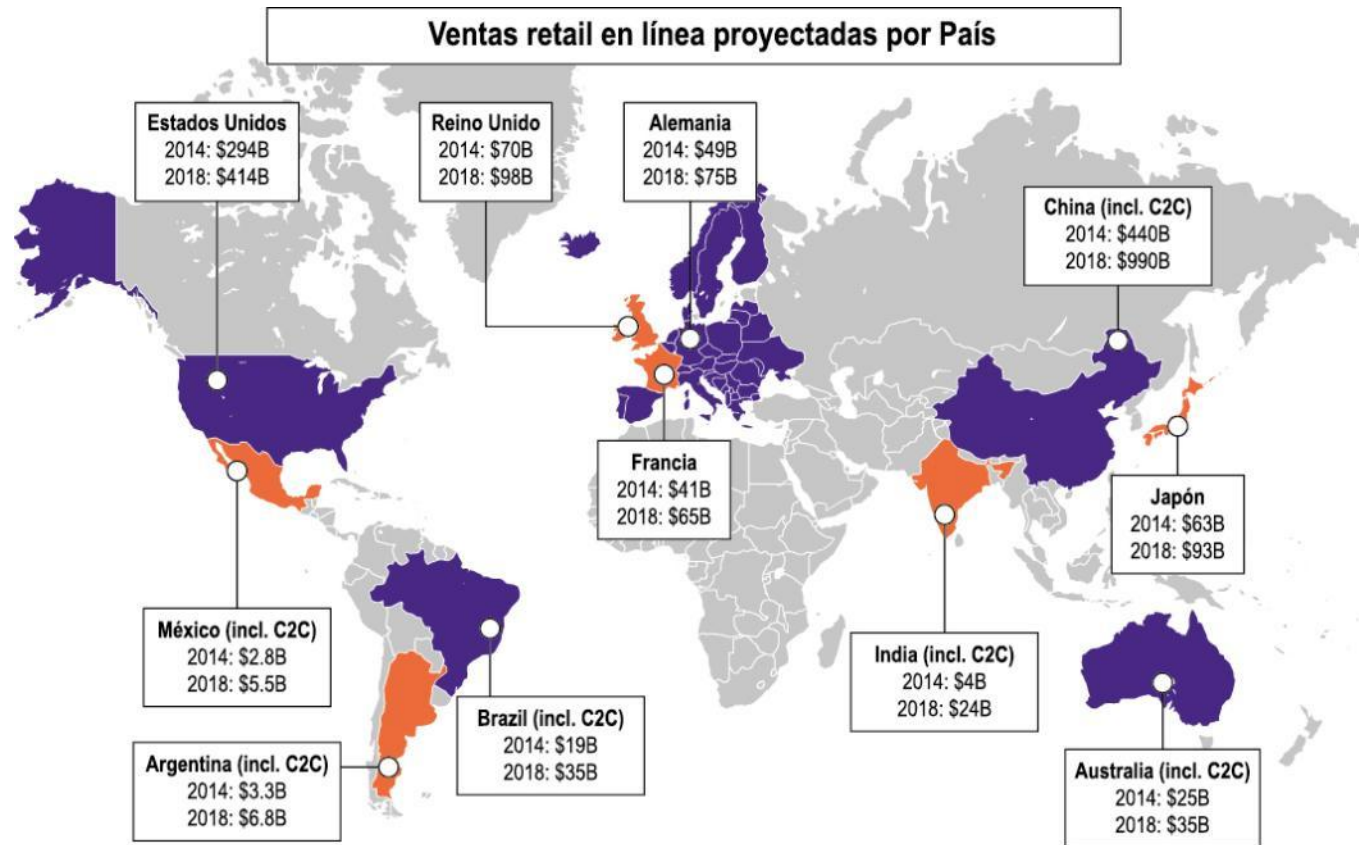 Ventas retail en línea proyectadas por País
Estados Unidos
2014: $294B
2018: $414B
Reino Unido
2014: $70B
2018: $98B
Alemania
2014: $49B
2018: $75B
China (incl. C2C)
2014: $440B
2018: $990B
Francia
2014: $41B
2018: $65B
Japón
2014: $63B
2018: $93B
México (incl. C2C)
2014: $2.8B
2018: $5.5B
India (incl. C2C)
2014: $4B
2018: $24B
Brazil (incl. C2C)
2014: $19B
2018: $35B
Argentina (incl. C2C)
2014: $3.3B
2018: $6.8B
Australia (incl. C2C)
2014: $25B
2018: $35B